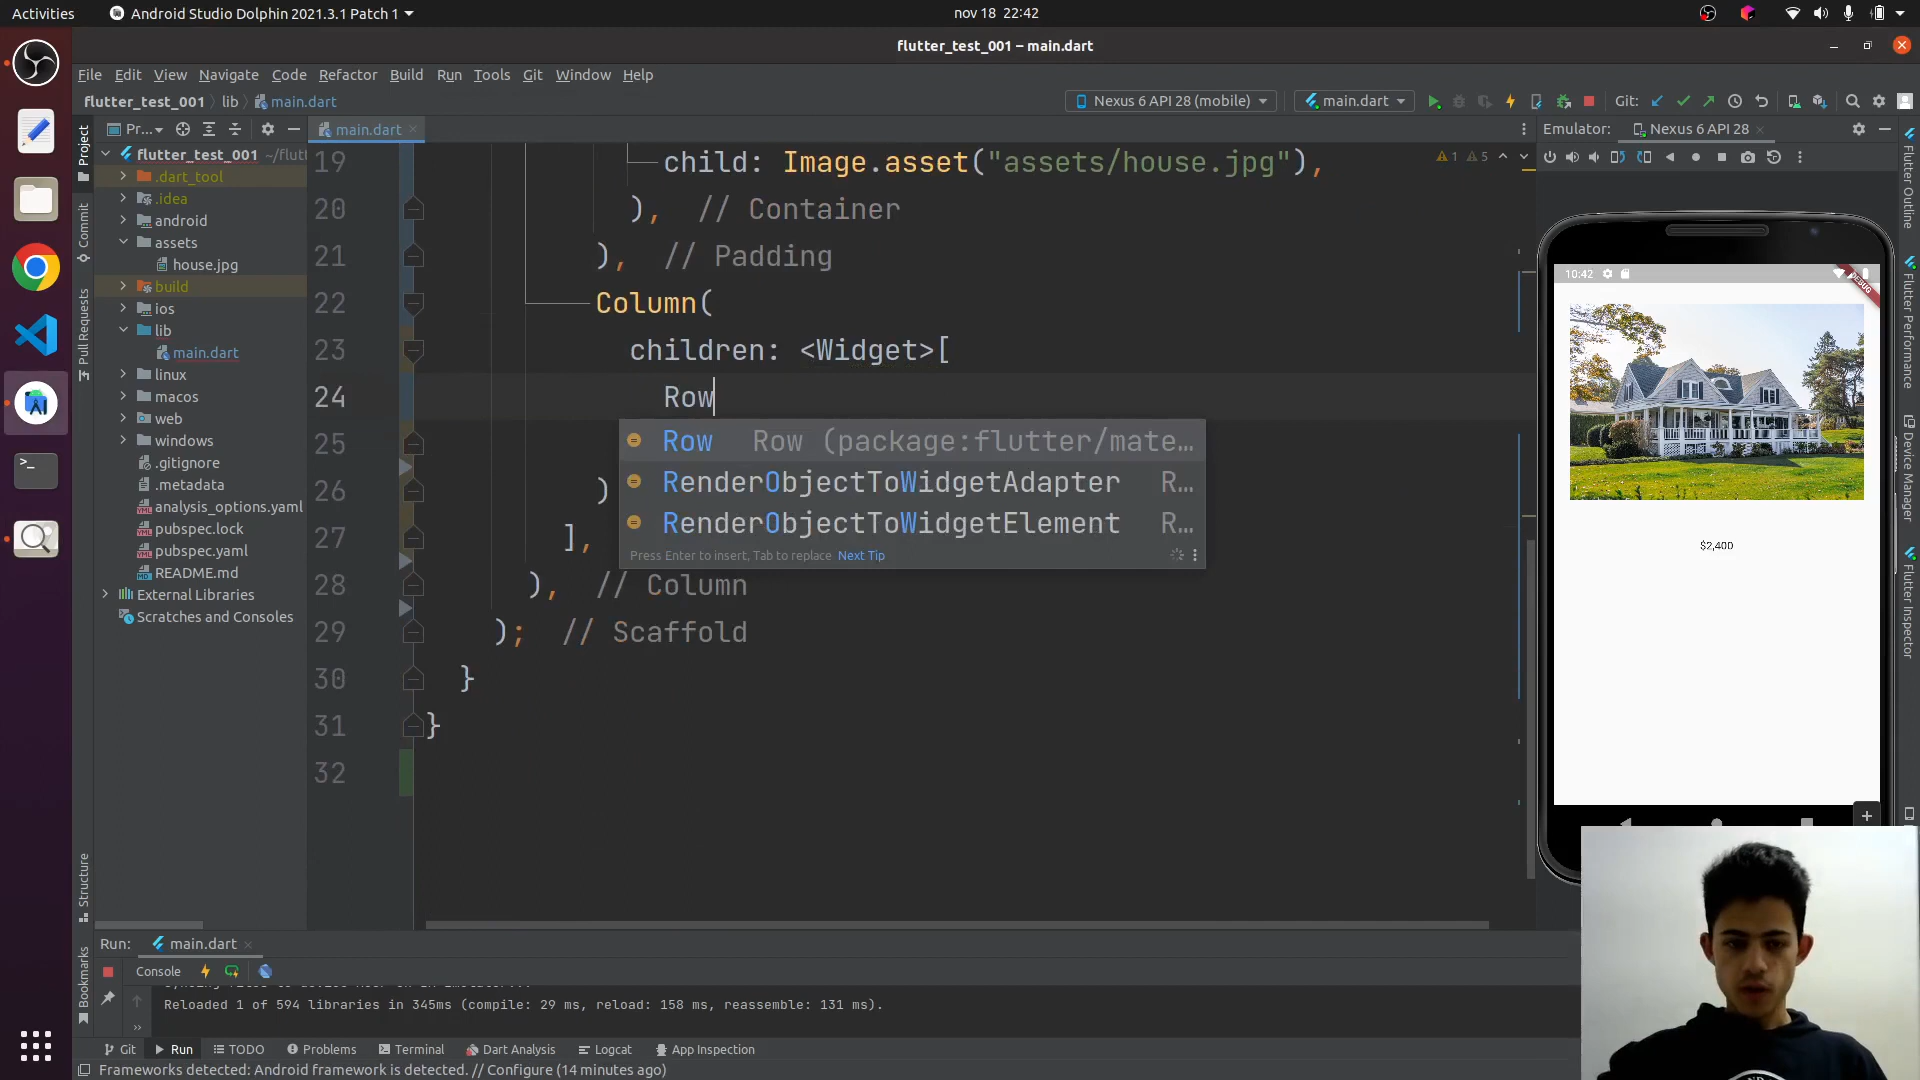 Activities
Android Studio Dolphin 2021.3.1 Patch 1
nov 18 22:42
flutter_test_001 – main.dart
File Edit View Navigate Code Refactor Build Run Tools Git Window Help
flutter_test_001 lib main.dart
Nexus 6 API 28 (mobile)
main.dart
Git:
Pr...
main.dart
Emulator: Nexus 6 API 28
Project
Commit
Pull Requests
Structure
Bookmarks
flutter_test_001 ~/flutt
.dart_tool
.idea
android
assets
house.jpg
build
ios
lib
main.dart
linux
macos
web
windows
.gitignore
.metadata
analysis_options.yaml
pubspec.lock
pubspec.yaml
README.md
External Libraries
Scratches and Consoles
19 child: Image.asset("assets/house.jpg"),
1 5
20 ), // Container
21 ), // Padding
22 Column(
23 children: <Widget>[
24 Row
25
26 )
27 ],
28 ), // Column
29 ); // Scaffold
30 }
31 }
32
Row Row (package:flutter/mate...
RenderObjectToWidgetAdapter R...
RenderObjectToWidgetElement R...
Press Enter to insert, Tab to replace Next Tip
10:42
DEBUG
$2,400
Flutter Outline
Flutter Performance
Device Manager
Flutter Inspector
Run: main.dart
Console
Reloaded 1 of 594 libraries in 345ms (compile: 29 ms, reload: 158 ms, reassemble: 131 ms).
Git Run TODO Problems Terminal Dart Analysis Logcat App Inspection
Frameworks detected: Android framework is detected. // Configure (14 minutes ago)